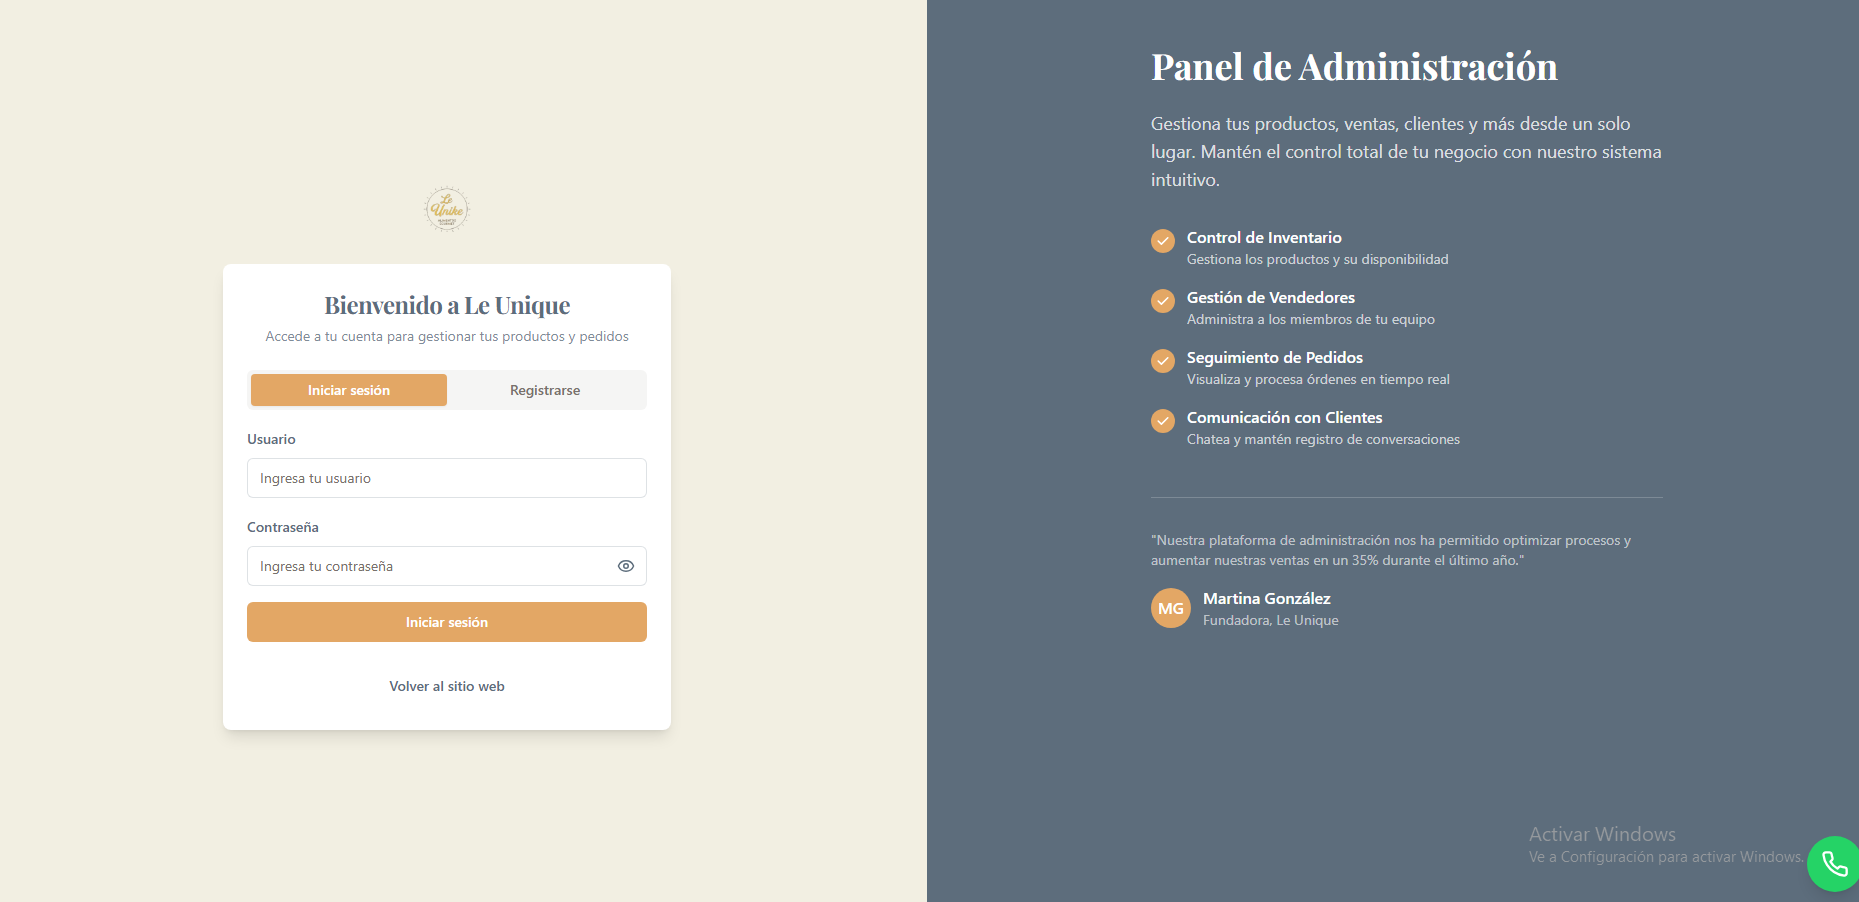 Le
Unike
Bienvenido a Le Unique
Accede a tu cuenta para gestionar tus productos y pedidos
Iniciar sesión
Registrarse
Usuario
Ingresa tu usuario
Contraseña
Ingresa tu contraseña
Iniciar sesión
Volver al sitio web
Panel de Administración
Gestiona tus productos, ventas, clientes y más desde un solo
lugar. Mantén el control total de tu negocio con nuestro sistema
intuitivo.
Control de Inventario
Gestiona los productos y su disponibilidad
Gestión de Vendedores
Administra a los miembros de tu equipo
Seguimiento de Pedidos
Visualiza y procesa órdenes en tiempo real
Comunicación con Clientes
Chatea y mantén registro de conversaciones
"Nuestra plataforma de administración nos ha permitido optimizar procesos y
aumentar nuestras ventas en un 35% durante el último año."
MG
Martina González
Fundadora, Le Unique
Activar Windows
Ve a Configuración para activar Windows.